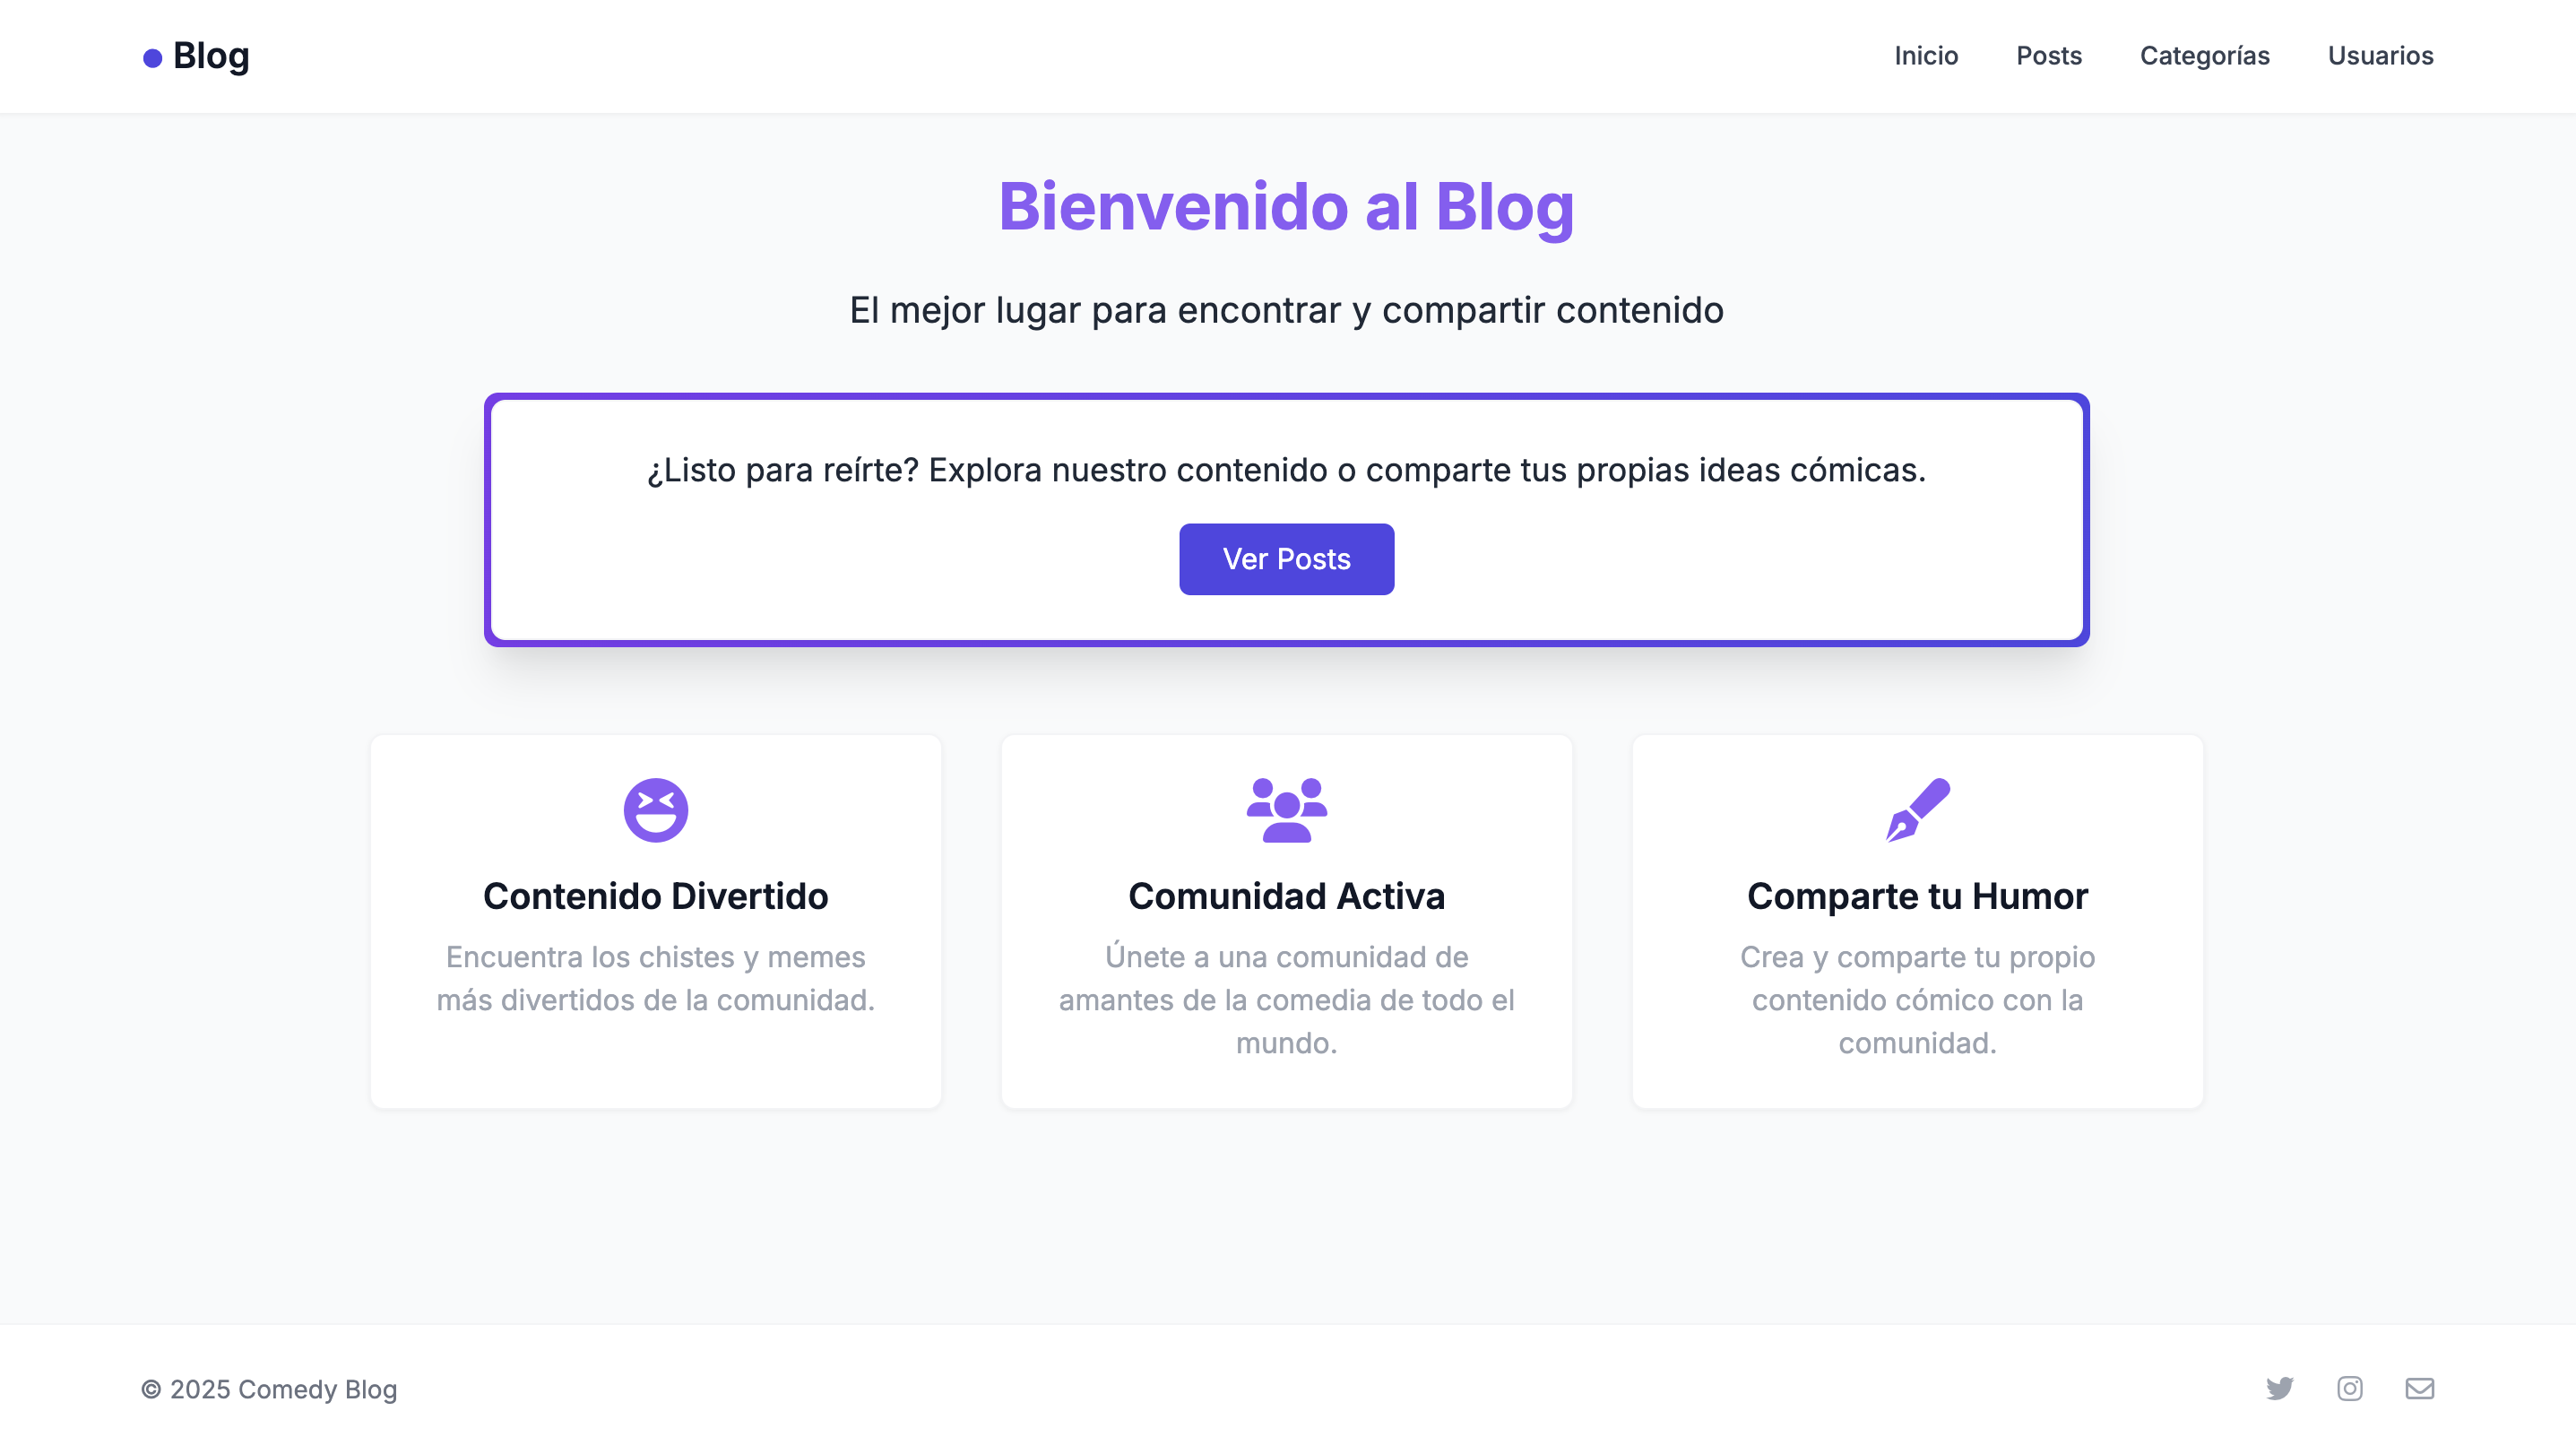 Blog
Inicio
Posts
Categorías
Usuarios
Bienvenido al Blog
El mejor lugar para encontrar y compartir contenido
¿Listo para reírte? Explora nuestro contenido o comparte tus propias ideas cómicas.
Ver Posts
Contenido Divertido
Encuentra los chistes y memes
más divertidos de la comunidad.
Comunidad Activa
Únete a una comunidad de
amantes de la comedia de todo el
mundo.
Comparte tu Humor
Crea y comparte tu propio
contenido cómico con la
comunidad.
© 2025 Comedy Blog